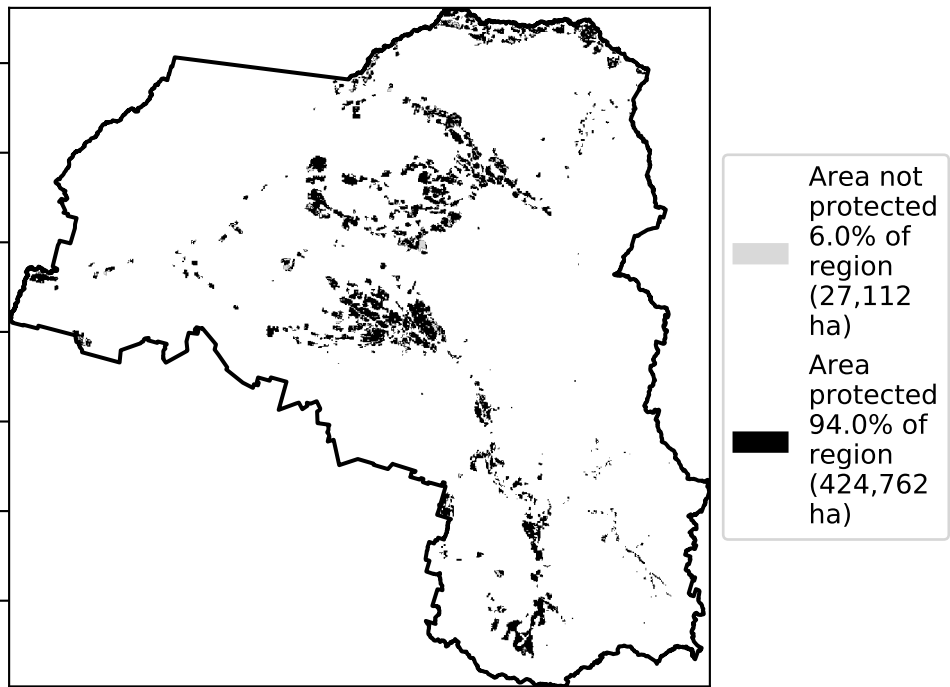 Area not
protected
6.0% of
region
(27,112
ha)
Area
protected
94.0% of
region
(424,762
ha)